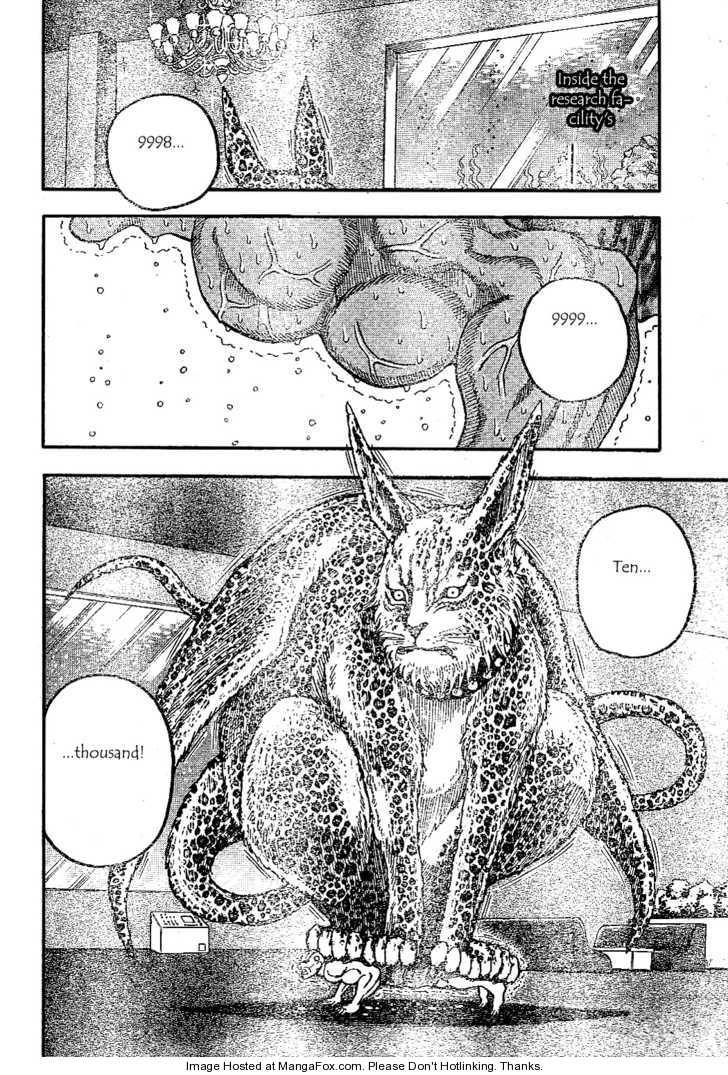 Inside the
research fa-
cility's
9998...
9999...
Ten...
...thousand!
Image Hosted at MangaFox.com. Please Don't Hotlinking. Thanks.